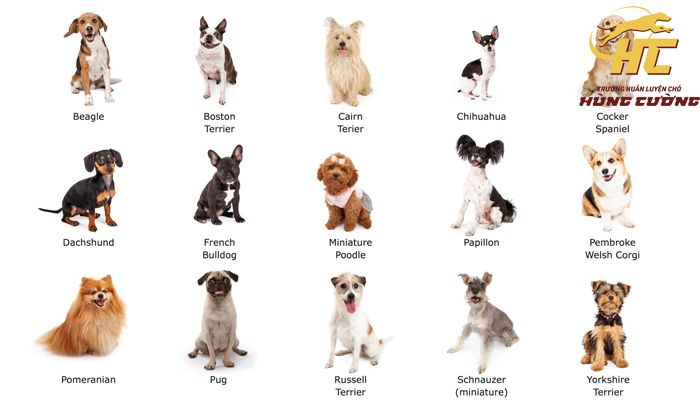 HTC
TRƯỜNG HUẤN LUYỆN CHÓ
HÙNG CƯỜNG
Beagle
Boston
Terrier
Cairn
Terier
Chihuahua
Cocker
Spaniel
Dachshund
French
Bulldog
Miniature
Poodle
Papillon
Pembroke
Welsh Corgi
Pomeranian
Pug
Russell
Terrier
Schnauzer
(miniature)
Yorkshire
Terrier